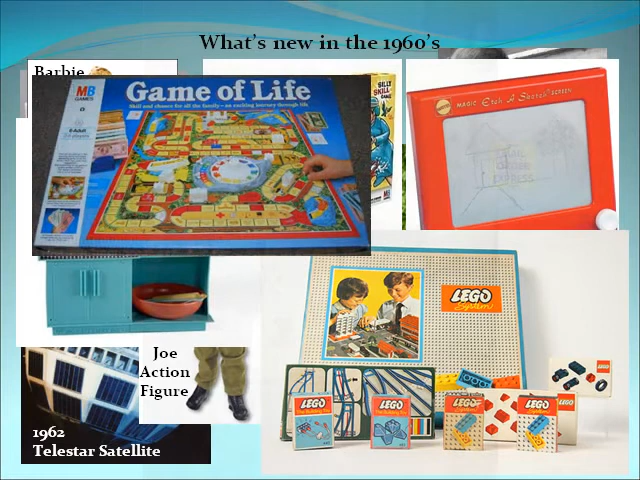 What's new in the 1960's
Barbie
MB
GAMES
Game of Life
Skill and chance for all the family - an exciting journey through life
SILLY
SKILL
GAME
MAGIC Etch A Sketch SCREEN
LEGO
System
LEGO
LEGO
LEGO
LEGO
LEGO
LEGO
Joe
Action
Figure
1962
Telestar Satellite